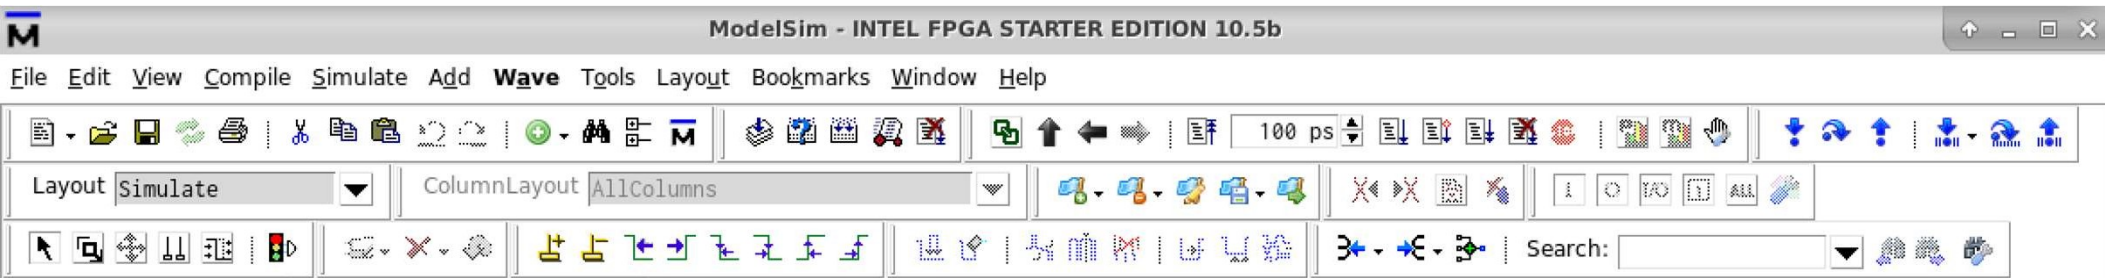 ModelSim - INTEL FPGA STARTER EDITION 10.5b
File Edit View Compile Simulate Add Wave Tools Layout Bookmarks Window Help
100 ps
Layout Simulate ColumnLayout AllColumns ALL
Search: